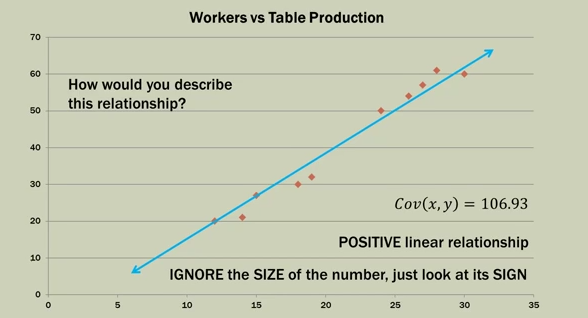 Workers vs Table Production
70
60
50
40
30
20
10
0
How would you describe
this relationship?
Cov(x, y) = 106.93
POSITIVE linear relationship
IGNORE the SIZE of the number, just look at its SIGN
0 5 10 15 20 25 30 35